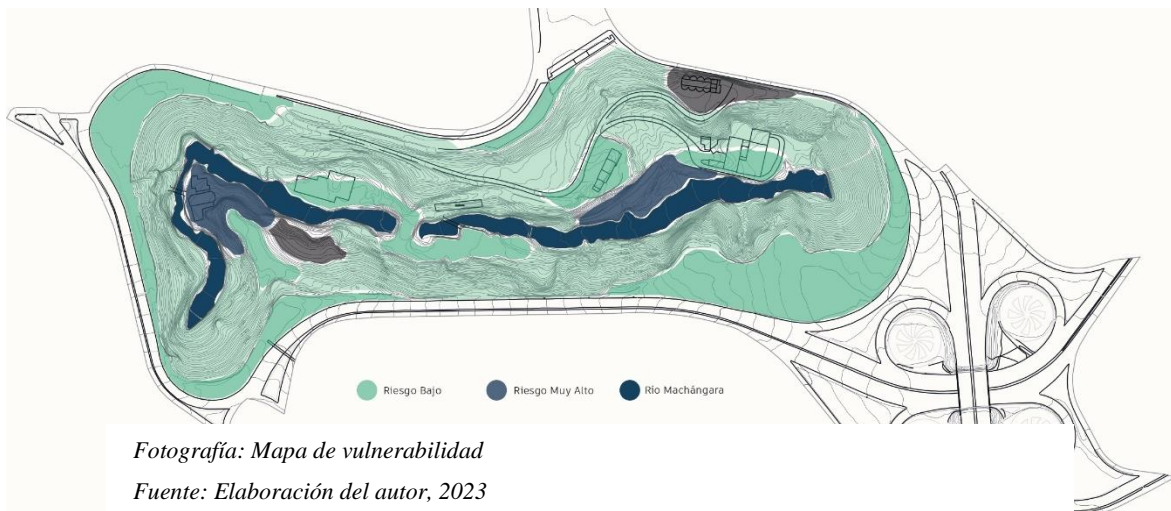 Riesgo Bajo
Riesgo Muy Alto
Río Machángara
Fotografía: Mapa de vulnerabilidad
Fuente: Elaboración del autor, 2023